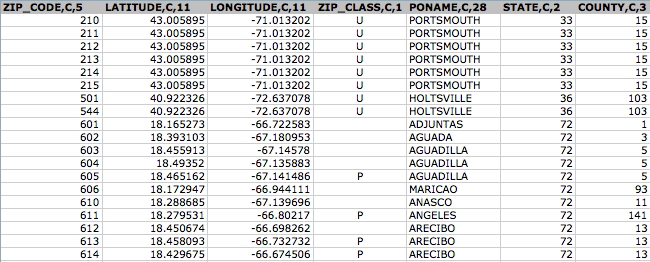 ZIP_CODE,C,5 LATITUDE,C,11 LONGITUDE,C,11 ZIP_CLASS,C,1 PONAME,C,28 STATE,C,2 COUNTY,C,3
210 43.005895 -71.013202 U PORTSMOUTH 33 15
211 43.005895 -71.013202 U PORTSMOUTH 33 15
212 43.005895 -71.013202 U PORTSMOUTH 33 15
213 43.005895 -71.013202 U PORTSMOUTH 33 15
214 43.005895 -71.013202 U PORTSMOUTH 33 15
215 43.005895 -71.013202 U PORTSMOUTH 33 15
501 40.922326 -72.637078 U HOLTSVILLE 36 103
544 40.922326 -72.637078 U HOLTSVILLE 36 103
601 18.165273 -66.722583 ADJUNTAS 72 1
602 18.393103 -67.180953 AGUADA 72 3
603 18.455913 -67.14578 AGUADILLA 72 5
604 18.49352 -67.135883 AGUADILLA 72 5
605 18.465162 -67.141486 P AGUADILLA 72 5
606 18.172947 -66.944111 MARICAO 72 93
610 18.288685 -67.139696 ANASCO 72 11
611 18.279531 -66.80217 P ANGELES 72 141
612 18.450674 -66.698262 ARECIBO 72 13
613 18.458093 -66.732732 P ARECIBO 72 13
614 18.429675 -66.674506 P ARECIBO 72 13